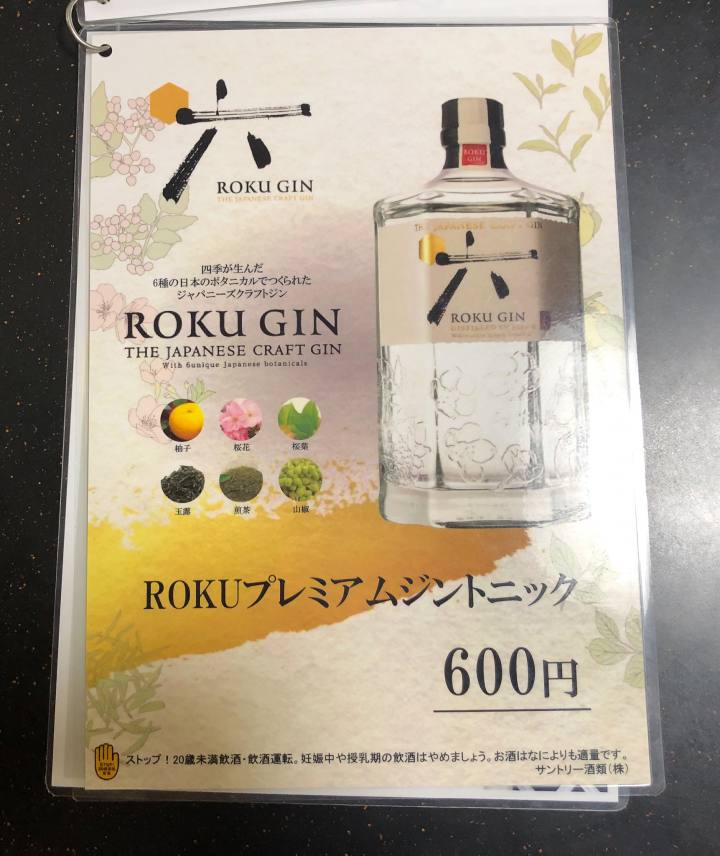 六
ROKU GIN
THE JAPANESE CRAFT GIN
四季が生んだ
6種の日本のボタニカルでつくられた
ジャパニーズクラフトジン
ROKU GIN
THE JAPANESE CRAFT GIN
With 6unique Japanese botanicals
柚子 桜花 桜葉
玉露 煎茶 山椒
ROKU
GIN
THE JAPANESE CRAFT GIN
六
ROKU GIN
ROKUプレミアムジントニック
600円
ストップ！20歳未満飲酒・飲酒運転。妊娠中や授乳期の飲酒はやめましょう。お酒はなによりも適量です。
サントリー酒類（株）